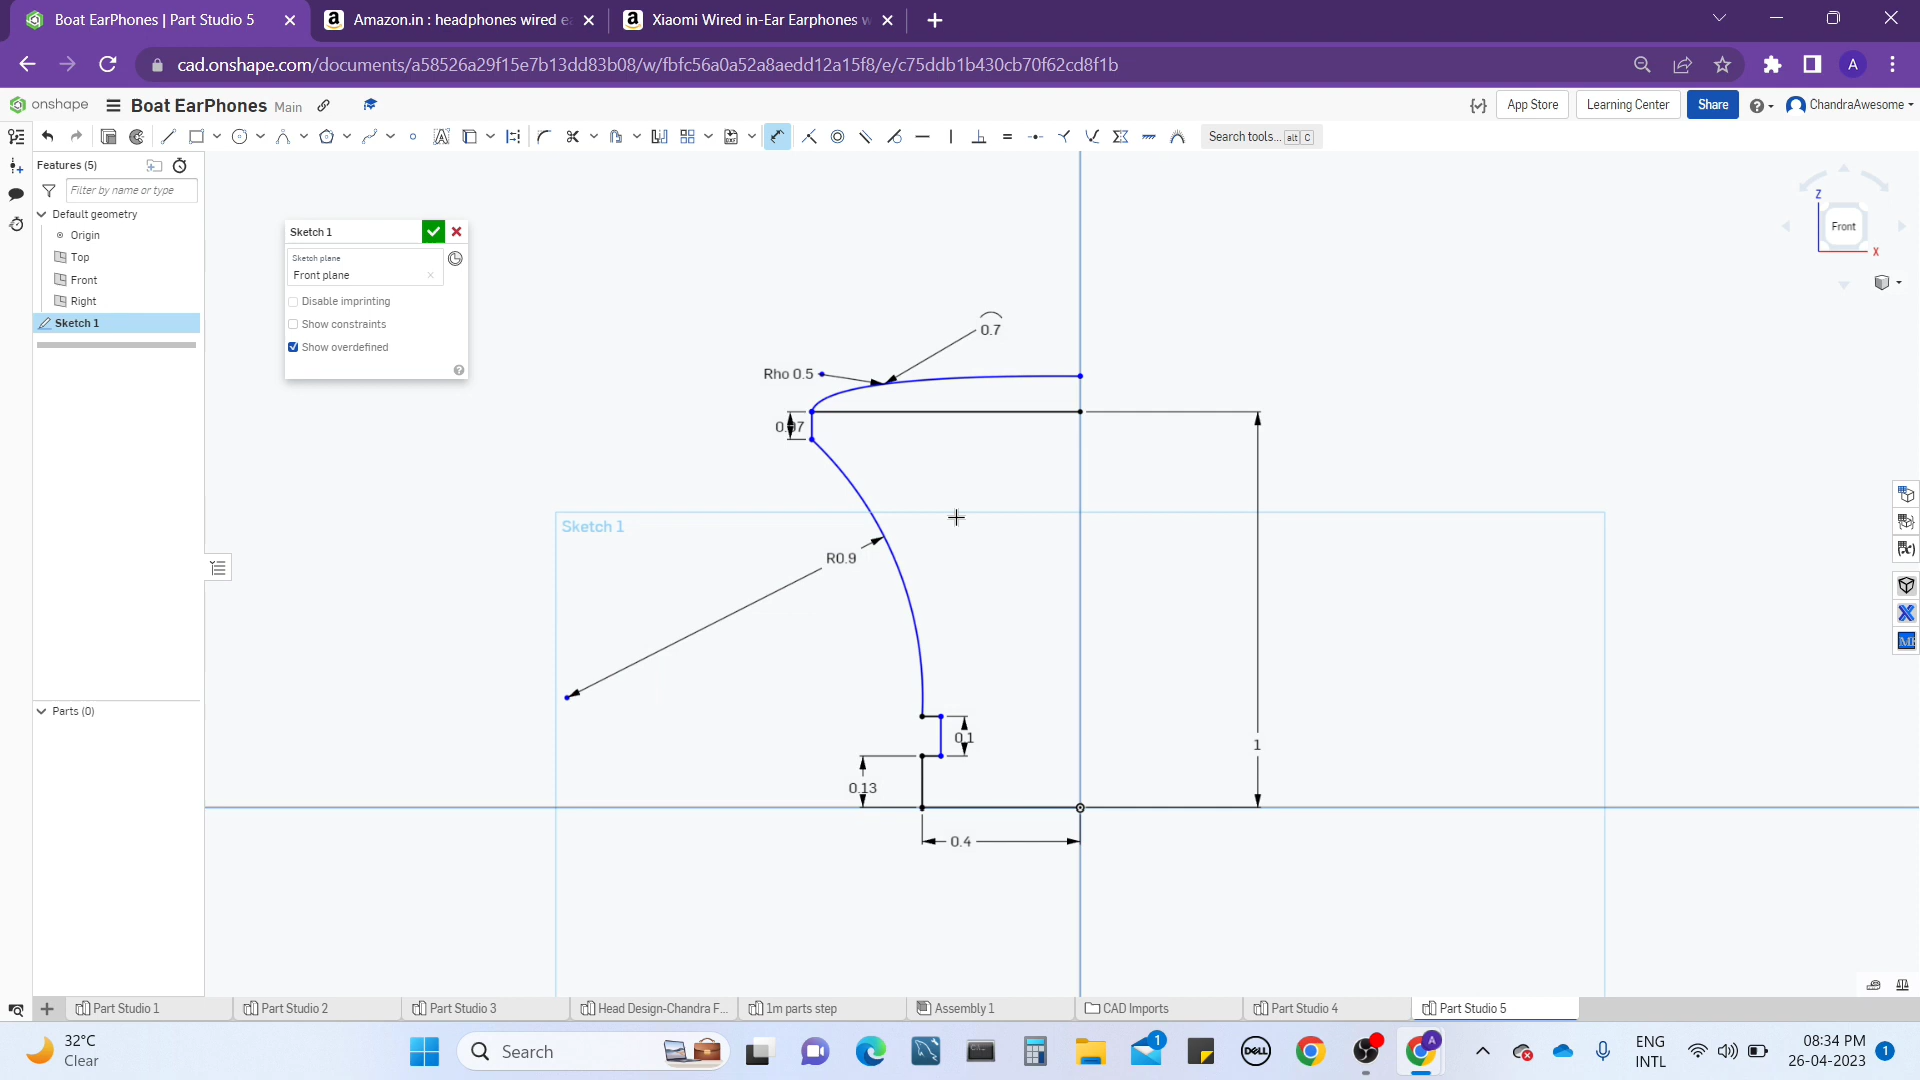 Boat EarPhones | Part Studio 5
Amazon.in : headphones wired ea
Xiaomi Wired in-Ear Earphones w
cad.onshape.com/documents/a58526a29f15e7b13dd83b08/w/fbfc56a0a52a8aedd12a15f8/e/c75ddb1b430cb70f62cd8f1b
A
onshape
Boat EarPhones Main
App Store
Learning Center
Share
ChandraAwesome
Search tools... alt C
Features (5)
Filter by name or type
Default geometry
Origin
Top
Front
Right
Sketch 1
Parts (0)
Sketch 1
Sketch plane
Front plane
Disable imprinting
Show constraints
Show overdefined
Z
Front
X
0.7
Rho 0.5
0.07
Sketch 1
R0.9
0.1
1
0.13
0.4
Part Studio 1
Part Studio 2
Part Studio 3
Head Design-Chandra F...
1m parts step
Assembly 1
CAD Imports
Part Studio 4
Part Studio 5
32°C
Clear
Search
1
DELL
A
ENG
INTL
08:34 PM
26-04-2023
1